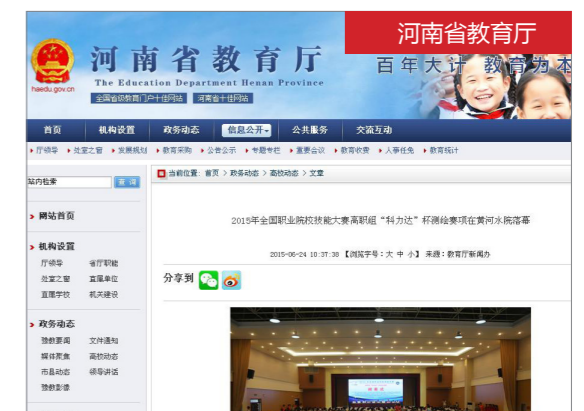 河南省教育厅
河南省教育厅
百年大计 教育为本
The Education Department Henan Province
haedu.gov.cn
全国省级教育门户十佳网站 河南省十佳网站
首页 机构设置 政务动态 信息公开 公共服务 交流互动
厅领导 处室之窗 发展规划 教育采购 公告公示 专题专栏 重要会议 教育收费 人事任免 教育统计
站内检索 查询
当前位置: 首页 > 政务动态 > 高校动态 > 文章
网站首页
2015年全国职业院校技能大赛高职组“科力达”杯测绘赛项在黄河水院落幕
机构设置
2015-06-24 10:37:38 【浏览字号:大 中 小】 来源:教育厅新闻办
厅领导 省厅职能
处室之窗 直属单位
直属学校 机关建设
分享到
政务动态
豫教要闻 文件通知
媒体聚焦 高校动态
市县动态 领导讲话
豫教影像